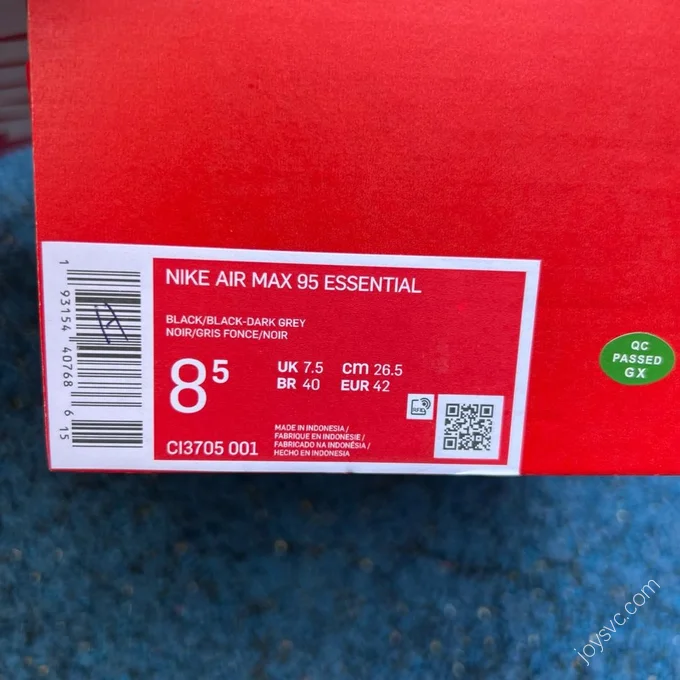 NIKE AIR MAX 95 ESSENTIAL
BLACK/BLACK-DARK GREY
NOIR/GRIS FONCE/NOIR
8⁵
UK 7.5 cm 26.5
BR 40 EUR 42
MADE IN INDONESIA/
FABRIQUE EN INDONESIE/
FABRICADO NA INDONÉSIA/
HECHO EN INDONESIA
CI3705 001
RFID
1 93154 40768 6 15
QC
PASSED
GX
joysvc.com